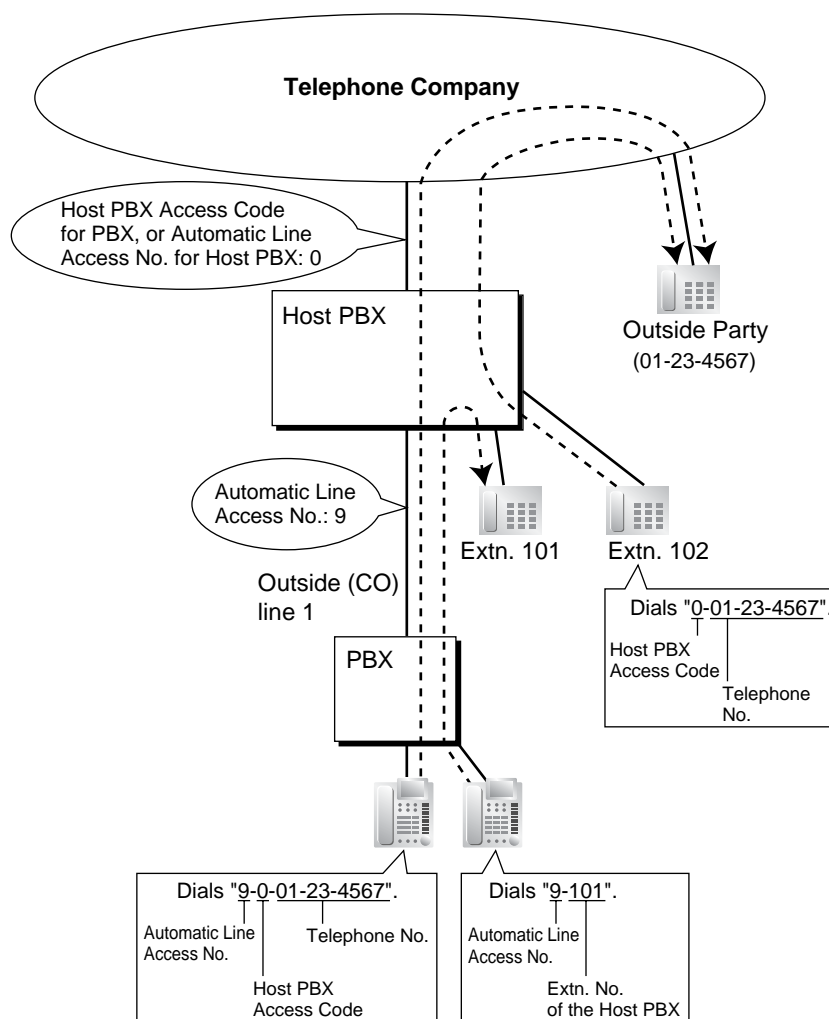 Telephone Company
Host PBX Access Code
for PBX, or Automatic Line
Access No. for Host PBX: 0
Host PBX
Outside Party
(01-23-4567)
Automatic Line
Access No.: 9
Extn. 101
Extn. 102
Outside (CO)
line 1
Dials "0-01-23-4567".
Host PBX
Access Code
Telephone
No.
PBX
Dials "9-0-01-23-4567".
Automatic Line
Access No.
Telephone No.
Host PBX
Access Code
Dials "9-101".
Automatic Line
Access No.
Extn. No.
of the Host PBX